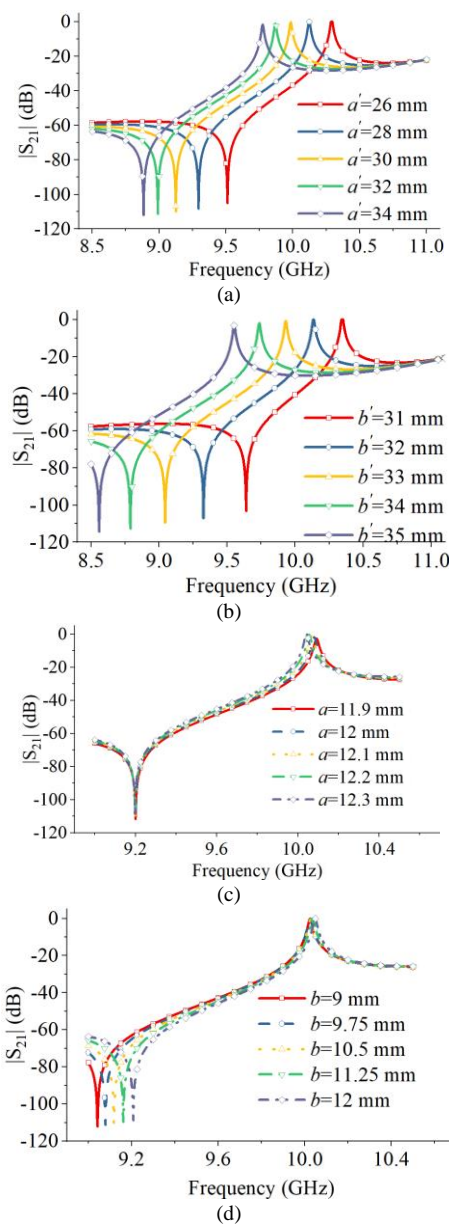 0
-20
-40
-60
-80
-100
-120
|S21| (dB)
a'=26 mm
a'=28 mm
a'=30 mm
a'=32 mm
a'=34 mm
8.5 9.0 9.5 10.0 10.5 11.0
Frequency (GHz)
(a)
0
-20
-40
-60
-80
-100
-120
|S21| (dB)
b'=31 mm
b'=32 mm
b'=33 mm
b'=34 mm
b'=35 mm
8.5 9.0 9.5 10.0 10.5 11.0
Frequency (GHz)
(b)
0
-20
-40
-60
-80
-100
-120
|S21| (dB)
a=11.9 mm
a=12 mm
a=12.1 mm
a=12.2 mm
a=12.3 mm
9.2 9.6 10.0 10.4
Frequency (GHz)
(c)
0
-20
-40
-60
-80
-100
-120
|S21| (dB)
b=9 mm
b=9.75 mm
b=10.5 mm
b=11.25 mm
b=12 mm
9.2 9.6 10.0 10.4
Frequency (GHz)
(d)